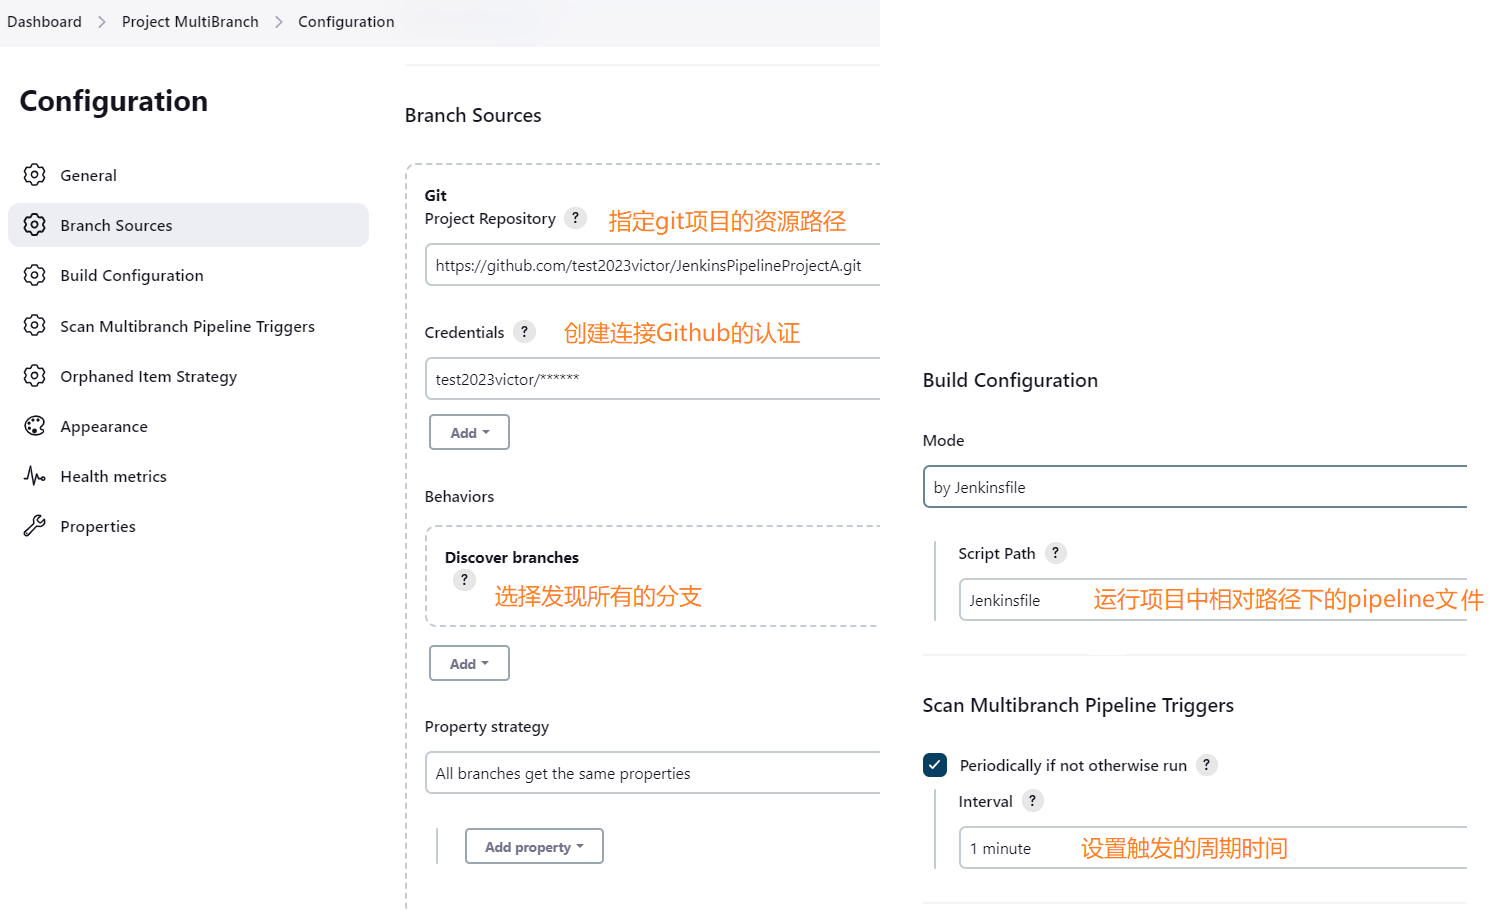 Dashboard > Project MultiBranch > Configuration
Configuration
General
Branch Sources
Build Configuration
Scan Multibranch Pipeline Triggers
Orphaned Item Strategy
Appearance
Health metrics
Properties
Branch Sources
Git
Project Repository ? 指定git项目的资源路径
https://github.com/test2023victor/JenkinsPipelineProjectA.git
Credentials ? 创建连接Github的认证
test2023victor/******
Add
Behaviors
Discover branches
? 选择发现所有的分支
Add
Property strategy
All branches get the same properties
Add property
Build Configuration
Mode
by Jenkinsfile
Script Path ?
Jenkinsfile 运行项目中相对路径下的pipeline文件
Scan Multibranch Pipeline Triggers
Periodically if not otherwise run ?
Interval ?
1 minute 设置触发的周期时间